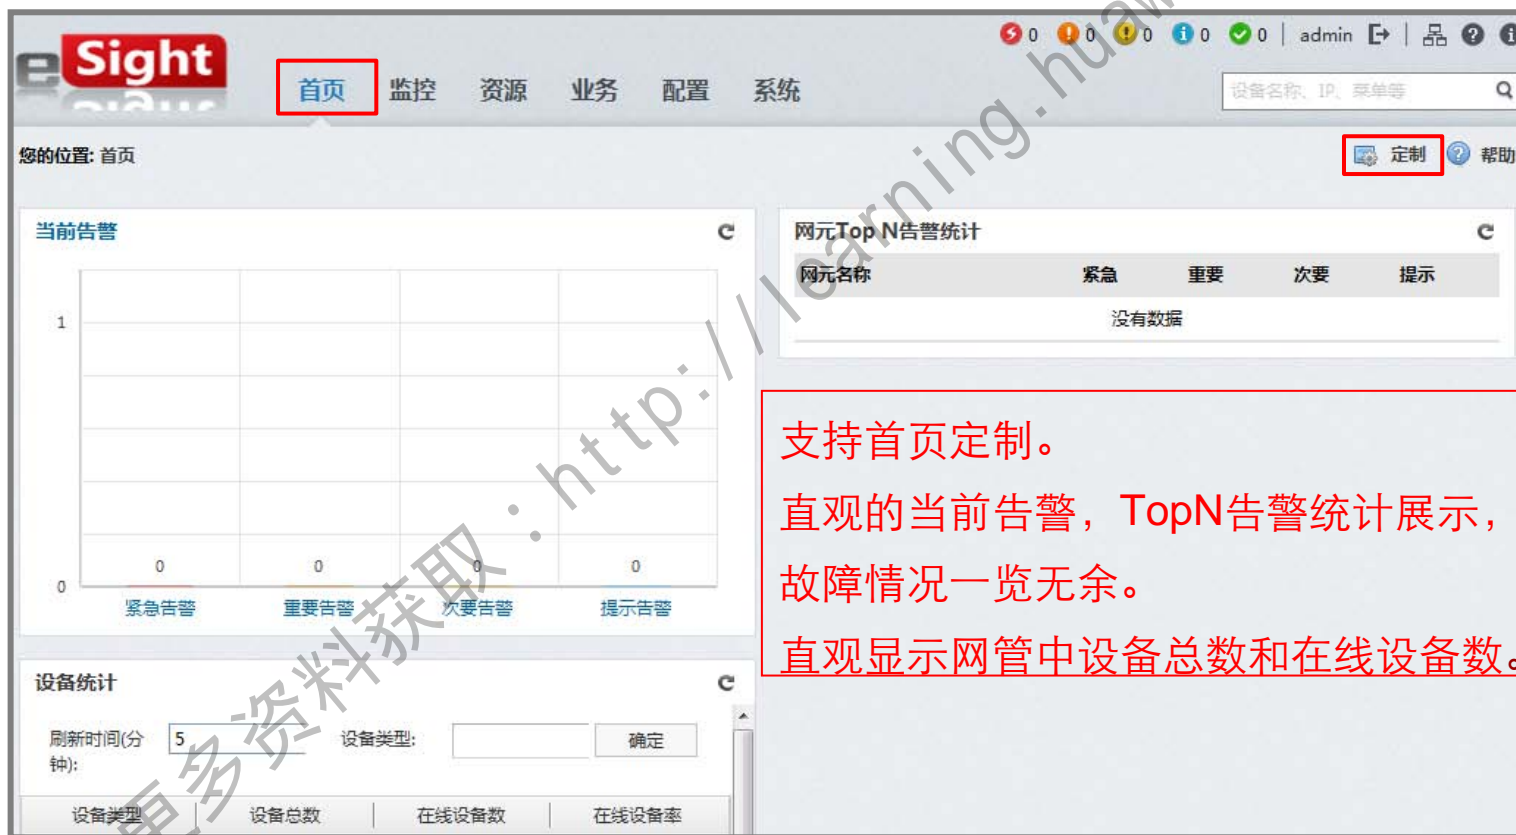 eSight
0 0 0 0 0 | admin
首页 监控 资源 业务 配置 系统
设备名称、IP、菜单等
您的位置: 首页
定制 帮助
当前告警
1
0
0 0 0 0
紧急告警 重要告警 次要告警 提示告警
网元Top N告警统计
网元名称 紧急 重要 次要 提示
没有数据
支持首页定制。
直观的当前告警，TopN告警统计展示，
故障情况一览无余。
直观显示网管中设备总数和在线设备数。
设备统计
刷新时间(分
钟):
5
设备类型:
确定
设备类型 设备总数 在线设备数 在线设备率
更多资料获取：http://learning.huaw